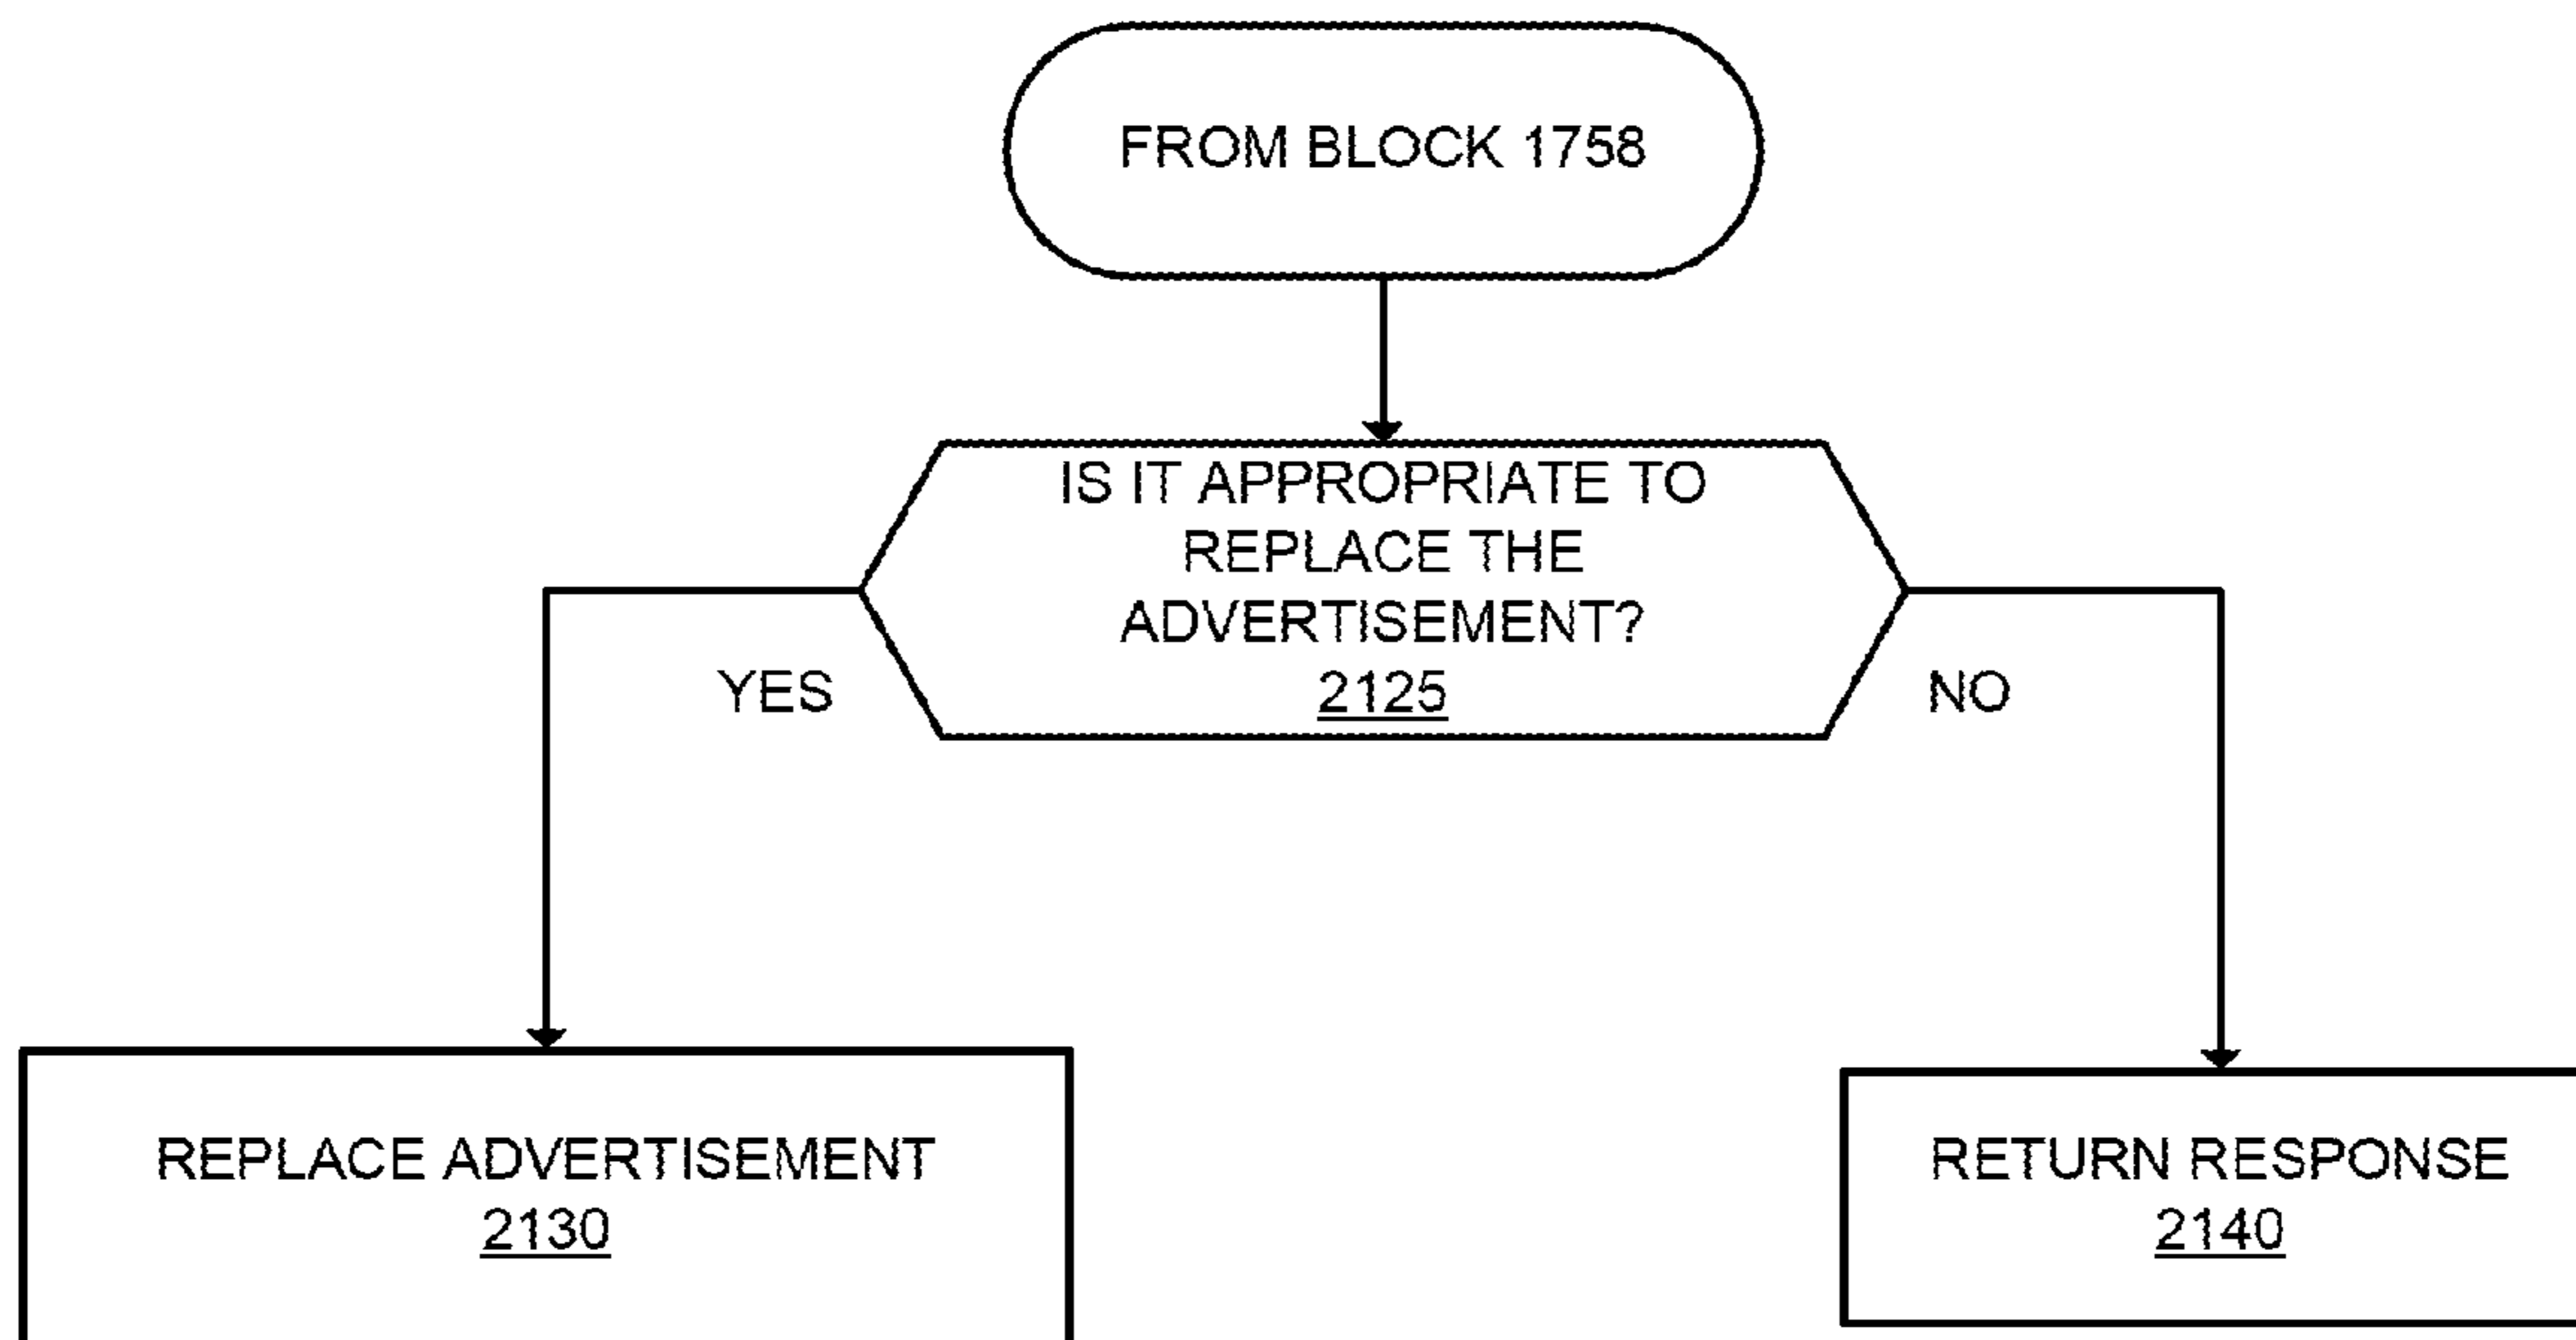 FROM BLOCK 1758
IS IT APPROPRIATE TO
REPLACE THE
ADVERTISEMENT?
2125
YES
NO
REPLACE ADVERTISEMENT
2130
RETURN RESPONSE
2140